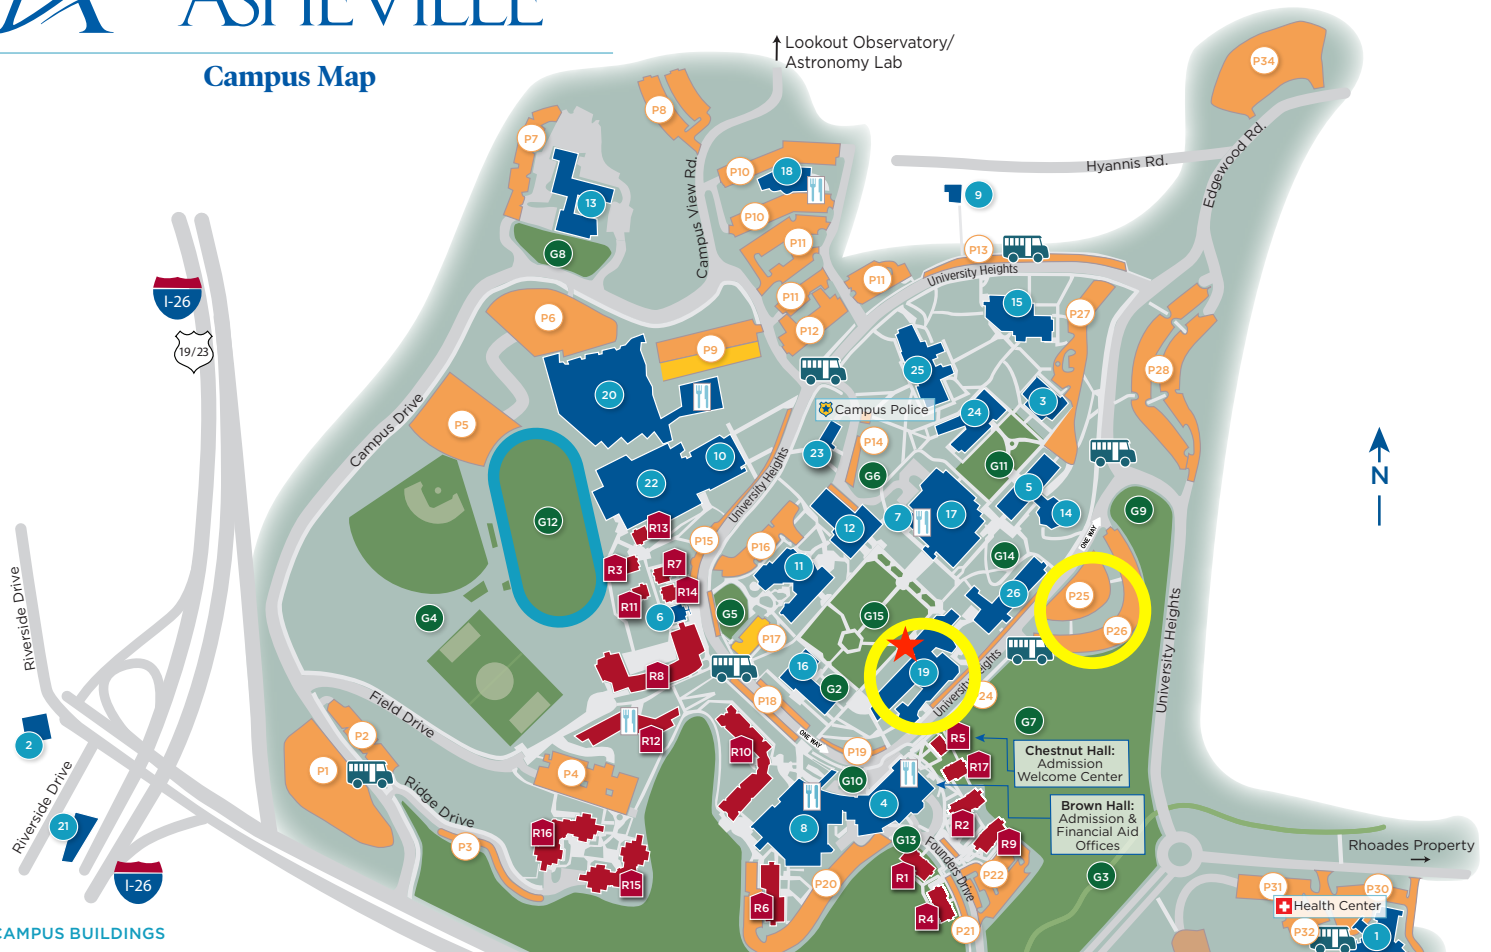 ASHEVILLE
Campus Map
Lookout Observatory/
Astronomy Lab
P34
P8
P7
Hyannis Rd.
Edgewood Rd.
P10
18
Campus View Rd.
13
9
P10
G8
P11
P13
University Heights
I-26
P11
P11
15
P27
P6
P12
19/23
P9
P28
25
20
3
Campus Police
24
Campus Drive
P5
P14
23
10
G11
G6
22
5
University Heights
G9
14
G12
7
17
12
R13
ONE WAY
P15
P16
G14
R3
R7
11
Riverside Drive
R14
26
P25
R11
G5
G15
G4
6
P26
P17
University Heights
16
R8
19
G2
University Heights
24
P18
Field Drive
G7
R5
2
P2
R12
R10
ONE WAY
P19
Chestnut Hall:
Admission
Welcome Center
R17
P1
P4
G10
Ridge Drive
4
Brown Hall:
Admission &
Financial Aid
Offices
Riverside Drive
21
R16
8
R2
P3
G13
R9
Rhoades Property
Founders Drive
I-26
R15
P20
R1
P22
G3
P31
P30
R6
Health Center
R4
P21
P32
1
CAMPUS BUILDINGS